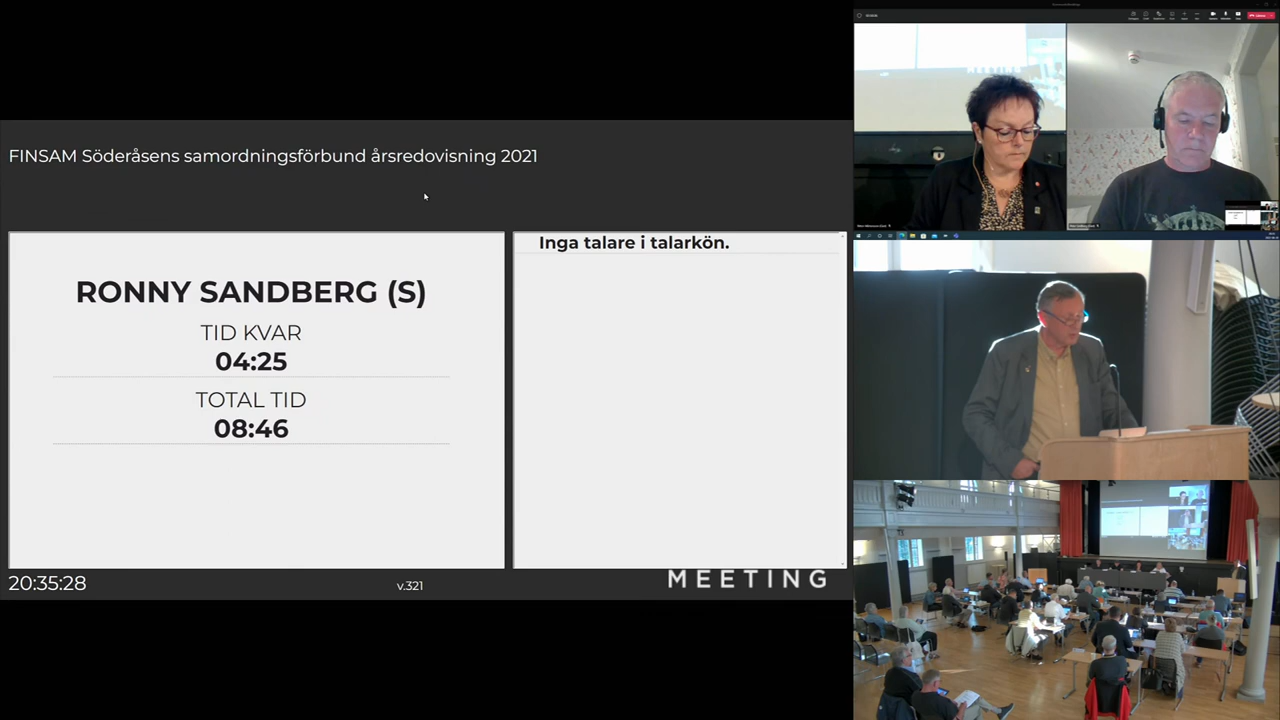 FINSAM Söderåsens samordningsförbund årsredovisning 2021
RONNY SANDBERG (S)
TID KVAR
04:25
TOTAL TID
08:46
Inga talare i talarkön.
20:35:28
v.321
MEETING